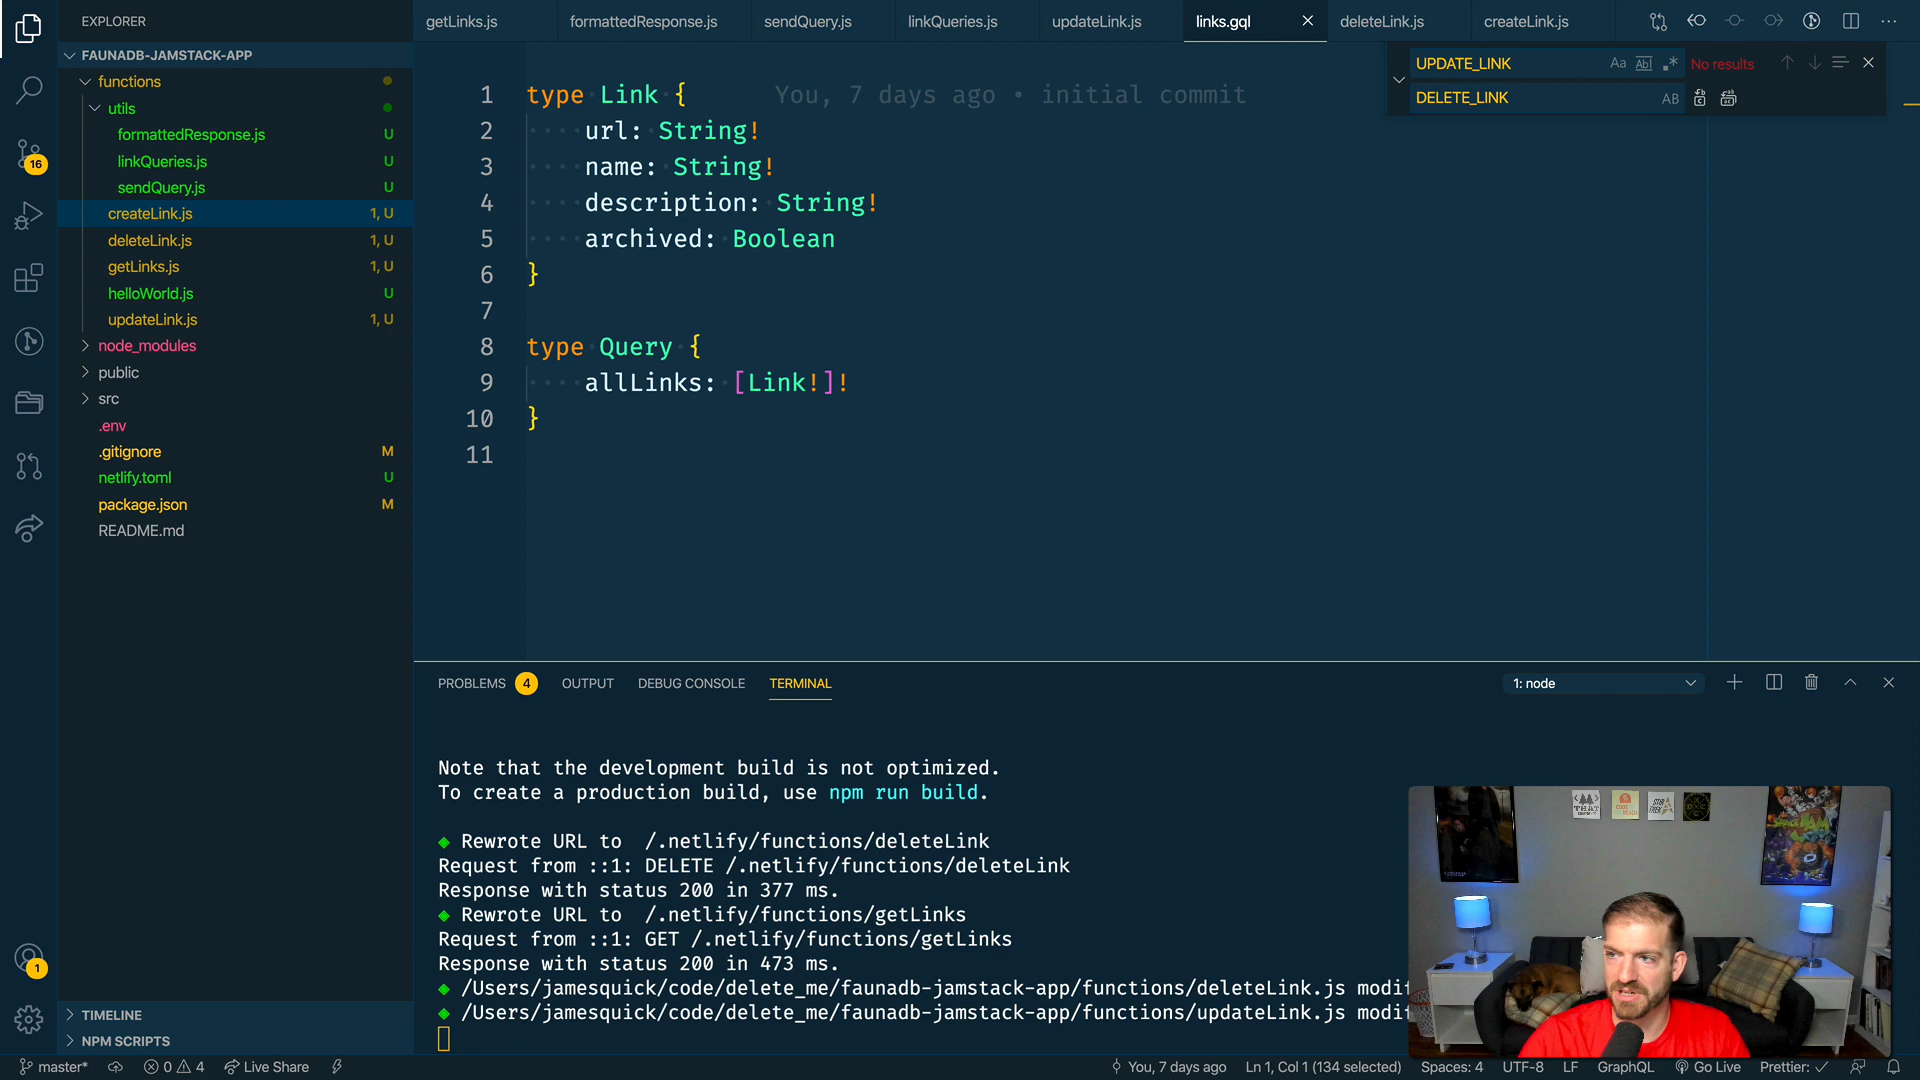 EXPLORER
FAUNADB-JAMSTACK-APP
functions
utils
formattedResponse.js U
linkQueries.js U
sendQuery.js U
16
createLink.js 1, U
deleteLink.js 1, U
getLinks.js 1, U
helloWorld.js U
updateLink.js 1, U
node_modules
public
src
.env
.gitignore M
netlify.toml U
package.json M
README.md
1
TIMELINE
NPM SCRIPTS
getLinks.js formattedResponse.js sendQuery.js linkQueries.js updateLink.js links.gql deleteLink.js createLink.js
UPDATE_LINK Aa Abl .* No results
DELETE_LINK AB
1 type Link { You, 7 days ago • initial commit
2 url: String!
3 name: String!
4 description: String!
5 archived: Boolean
6 }
7
8 type Query {
9 allLinks: [Link!]!
10 }
11
PROBLEMS 4 OUTPUT DEBUG CONSOLE TERMINAL 1: node
Note that the development build is not optimized.
To create a production build, use npm run build.
◆ Rewrote URL to /.netlify/functions/deleteLink
Request from ::1: DELETE /.netlify/functions/deleteLink
Response with status 200 in 377 ms.
◆ Rewrote URL to /.netlify/functions/getLinks
Request from ::1: GET /.netlify/functions/getLinks
Response with status 200 in 473 ms.
◆ /Users/jamesquick/code/delete_me/faunadb-jamstack-app/functions/deleteLink.js modif
◆ /Users/jamesquick/code/delete_me/faunadb-jamstack-app/functions/updateLink.js modif
THAT
master* 0 4 Live Share You, 7 days ago Ln 1, Col 1 (134 selected) Spaces: 4 UTF-8 LF GraphQL Go Live Prettier: ✓